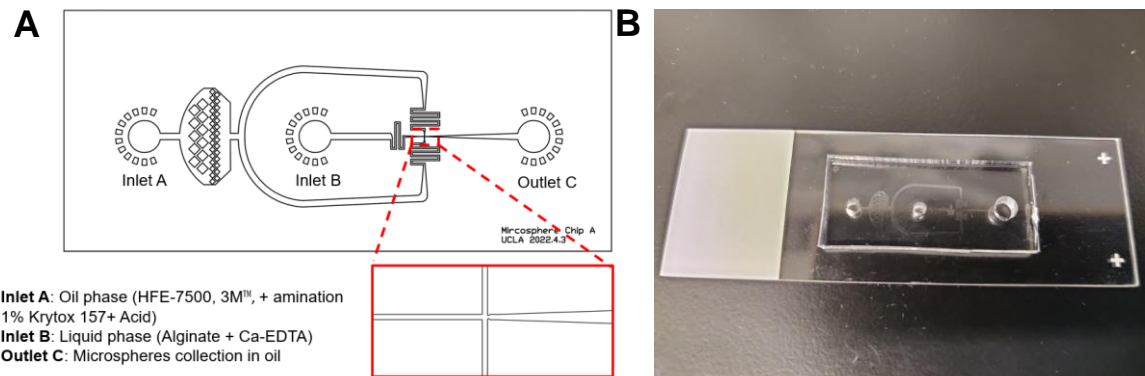 A
B
Inlet A
Inlet B
Outlet C
Mircosphere Chip A
UCLA 2022.4.3
Inlet A: Oil phase (HFE-7500, 3M™, + amination
1% Krytox 157+ Acid)
Inlet B: Liquid phase (Alginate + Ca-EDTA)
Outlet C: Microspheres collection in oil